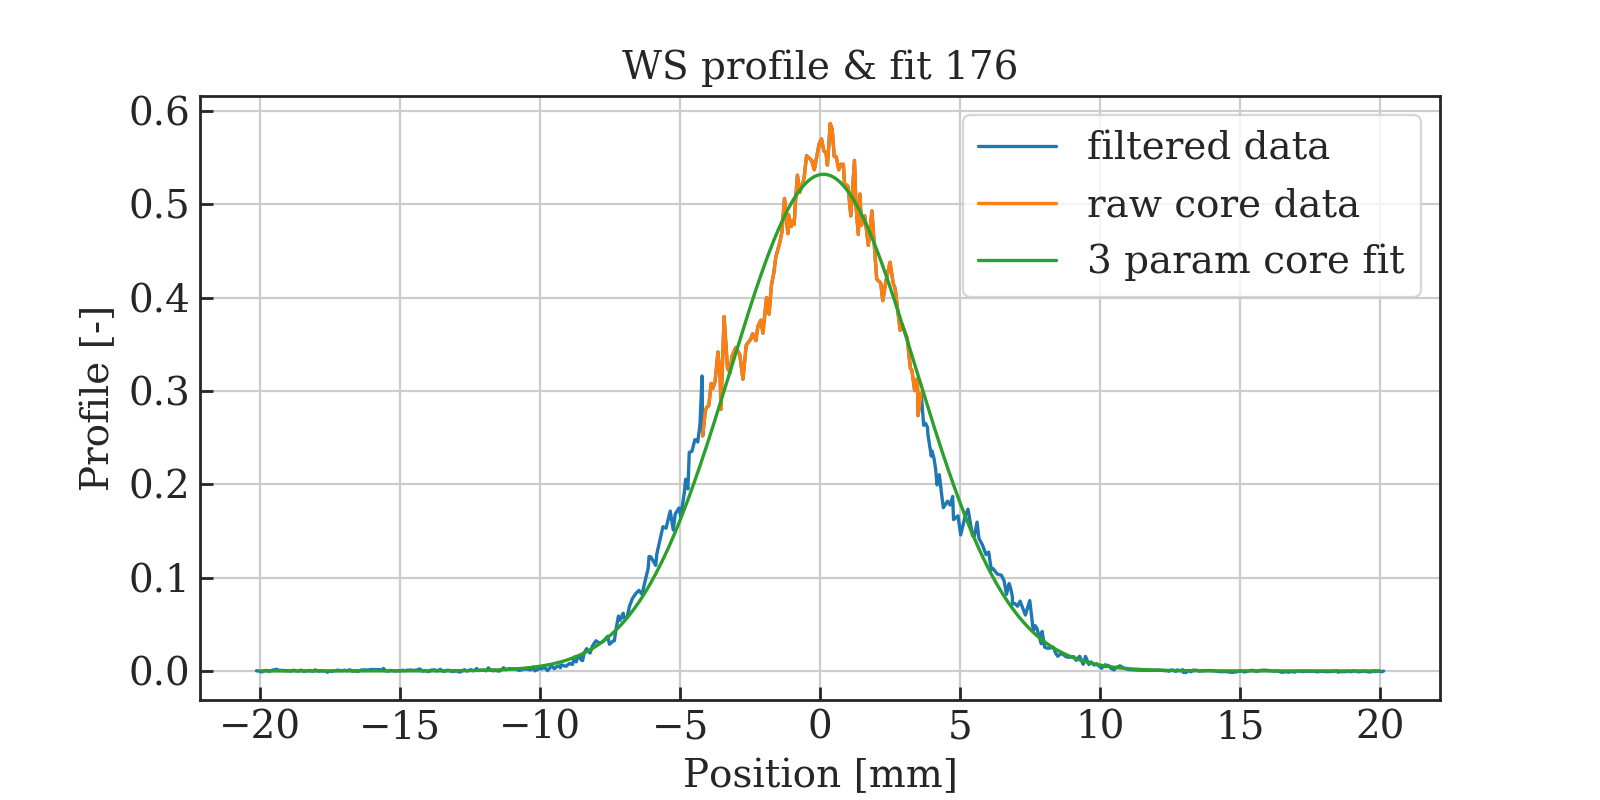 WS profile & fit 176
0.6
0.5
0.4
0.3
0.2
0.1
0.0
Profile [-]
filtered data
raw core data
3 param core fit
−20 −15 −10 −5 0 5 10 15 20
Position [mm]